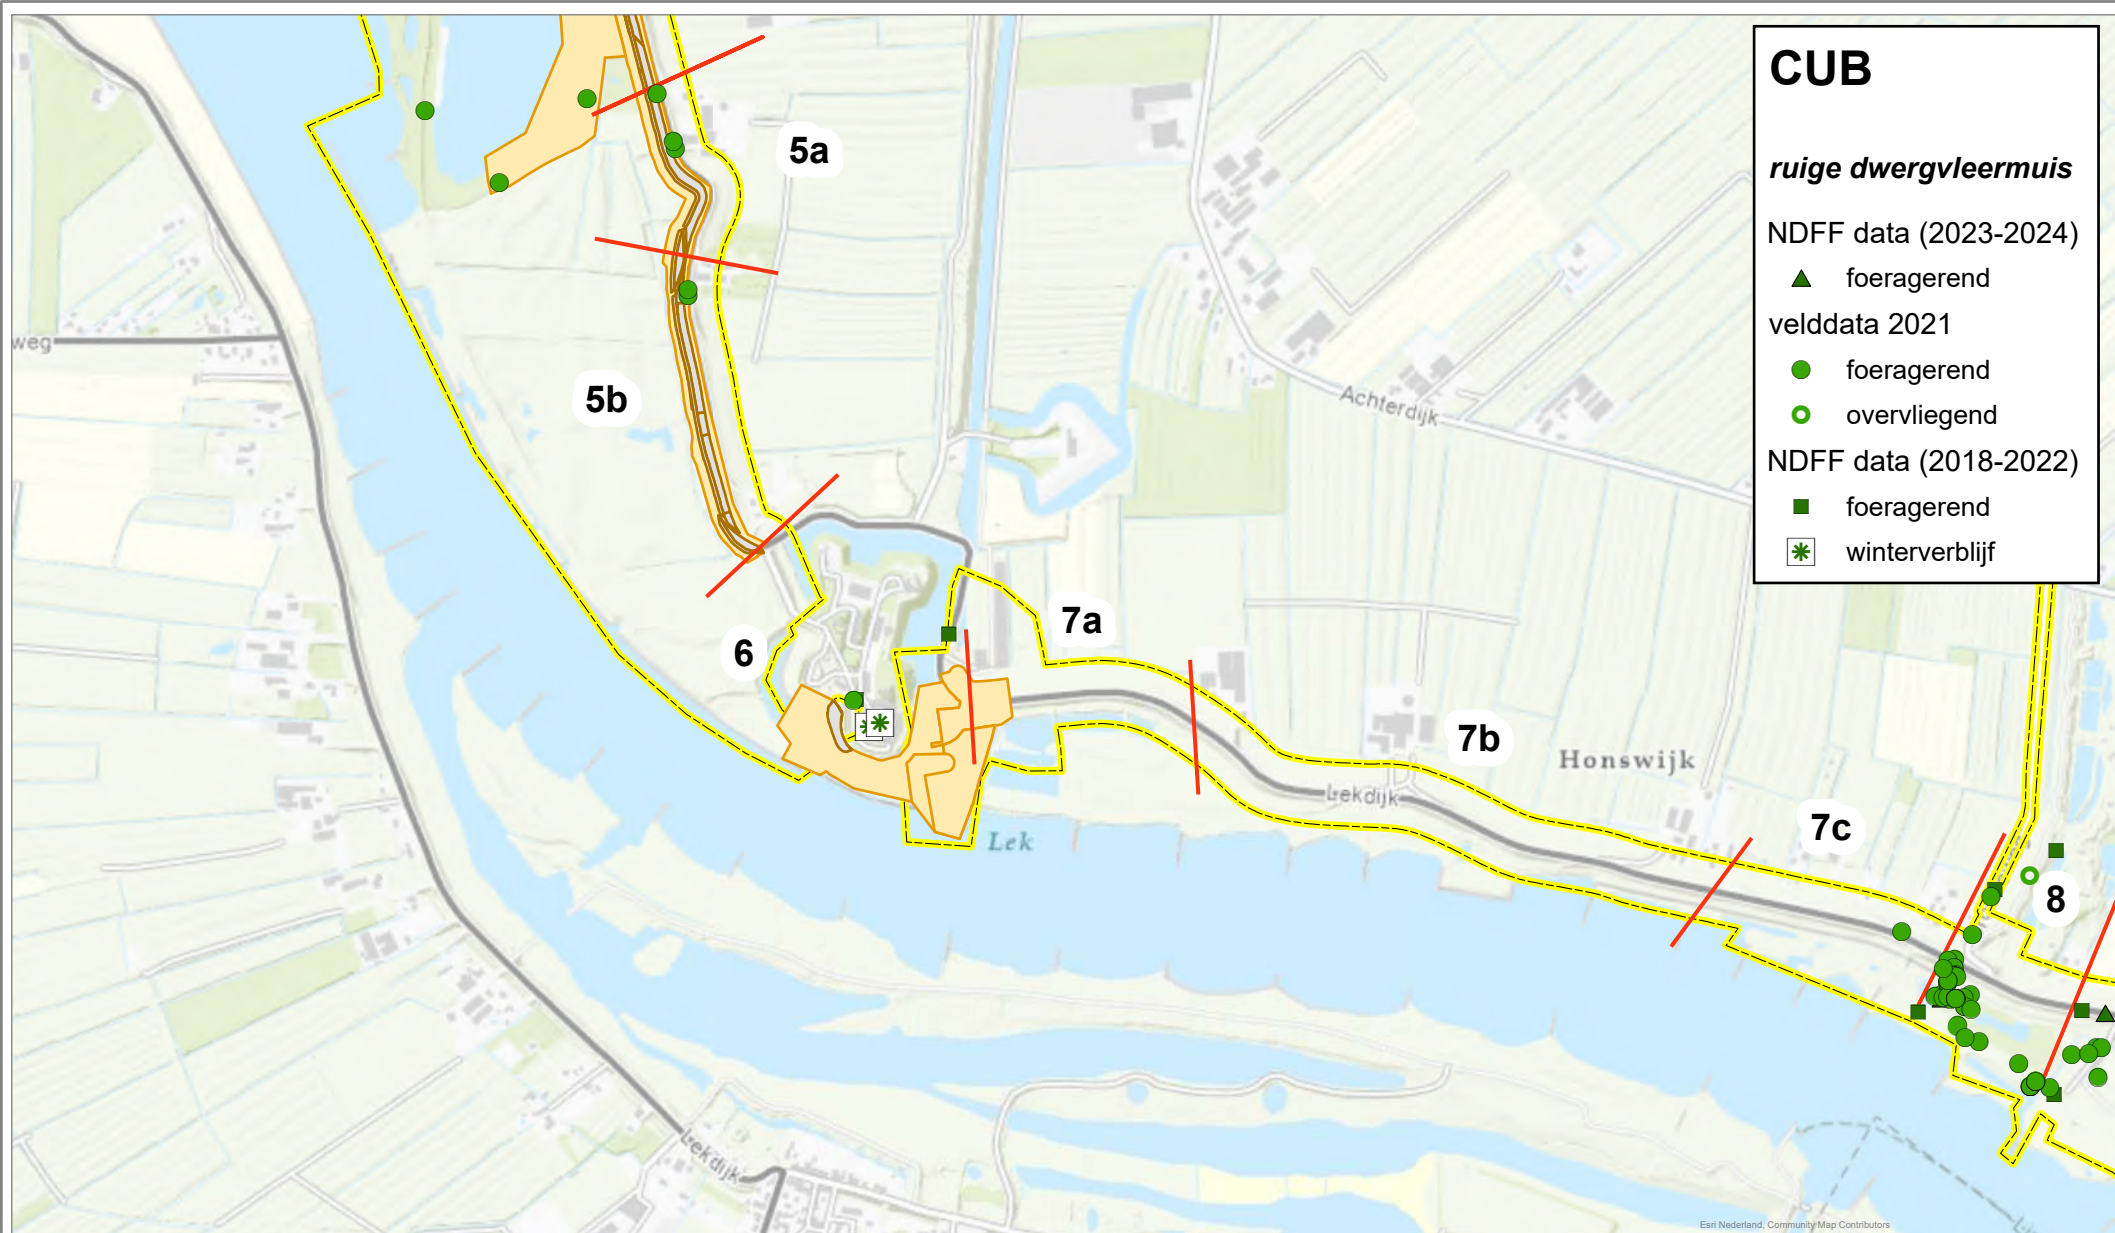 CUB
ruige dwergvleermuis
NDFF data (2023-2024)
foeragerend
velddata 2021
foeragerend
overvliegend
NDFF data (2018-2022)
foeragerend
winterverblijf
5a
weg
5b
Achterdijk
6
7a
7b
Honswijk
Lekdijk
7c
Lek
8
Lekdijk
Esri Nederland, Community Map Contributors